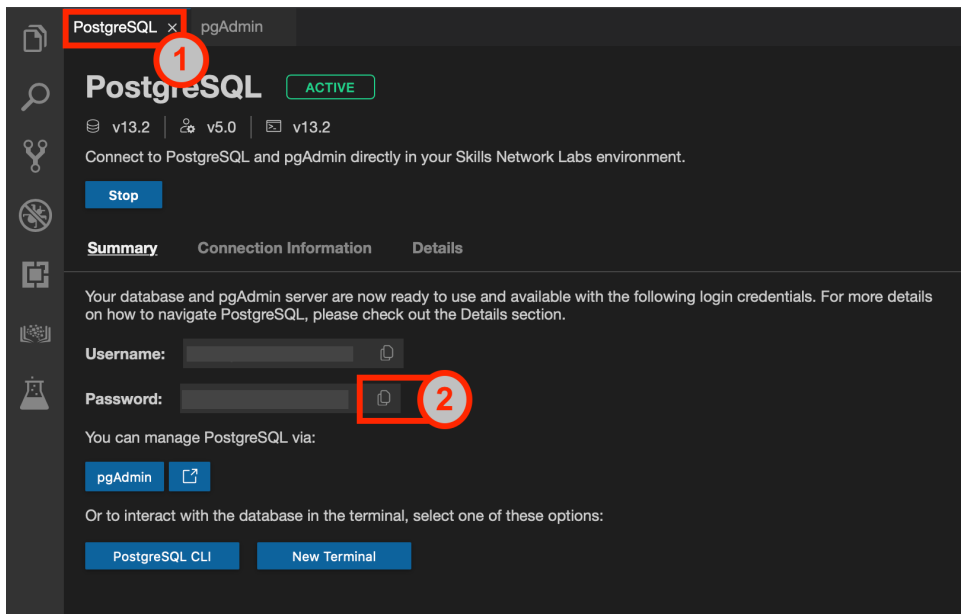 PostgreSQL × pgAdmin
1
PostgreSQL ACTIVE
v13.2 v5.0 v13.2
Connect to PostgreSQL and pgAdmin directly in your Skills Network Labs environment.
Stop
Summary Connection Information Details
Your database and pgAdmin server are now ready to use and available with the following login credentials. For more details
on how to navigate PostgreSQL, please check out the Details section.
Username:
Password:
2
You can manage PostgreSQL via:
pgAdmin
Or to interact with the database in the terminal, select one of these options:
PostgreSQL CLI New Terminal